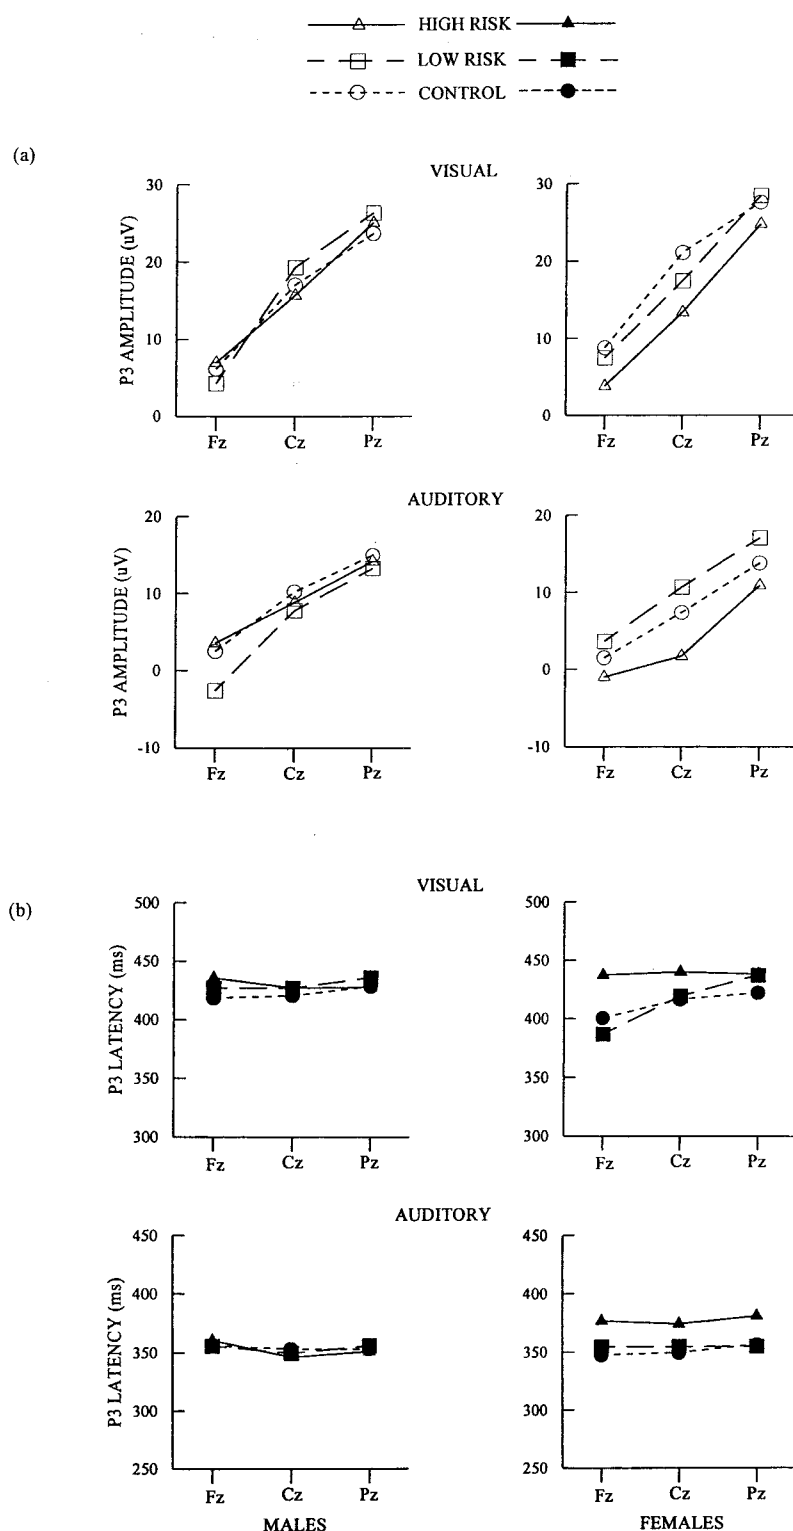 HIGH RISK
LOW RISK
CONTROL
(a)
VISUAL
P3 AMPLITUDE (uV)
30
20
10
0
Fz Cz Pz
30
20
10
0
Fz Cz Pz
AUDITORY
P3 AMPLITUDE (uV)
20
10
0
-10
Fz Cz Pz
20
10
0
-10
Fz Cz Pz
(b)
VISUAL
P3 LATENCY (ms)
500
450
400
350
300
Fz Cz Pz
500
450
400
350
300
Fz Cz Pz
AUDITORY
P3 LATENCY (ms)
450
400
350
300
250
Fz Cz Pz
MALES
450
400
350
300
250
Fz Cz Pz
FEMALES